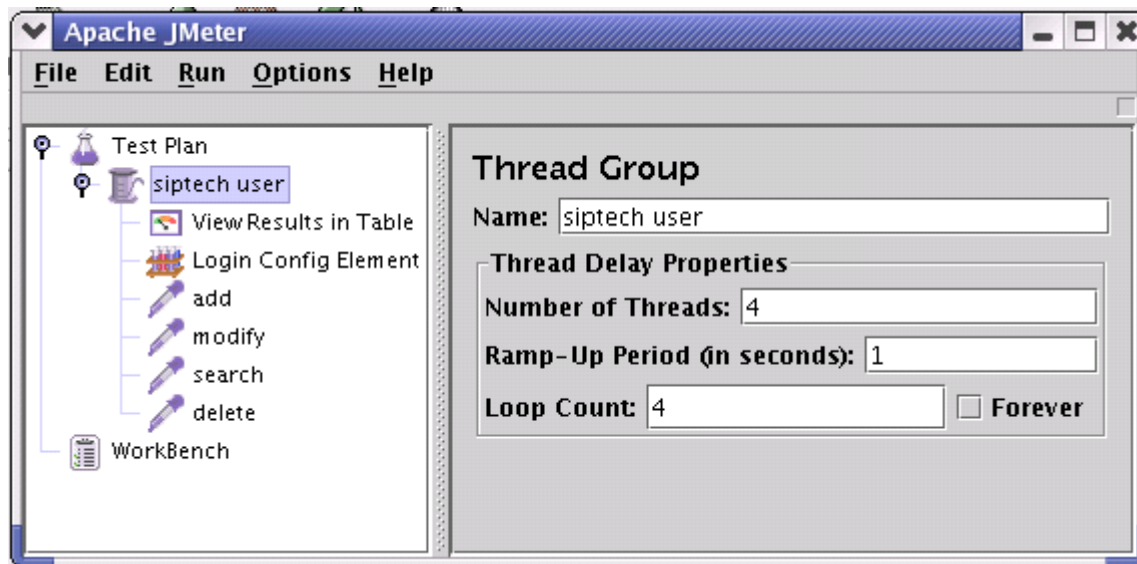 Apache JMeter
File Edit Run Options Help
Test Plan
siptech user
View Results in Table
Login Config Element
add
modify
search
delete
WorkBench
Thread Group
Name: siptech user
Thread Delay Properties
Number of Threads: 4
Ramp-Up Period (in seconds): 1
Loop Count: 4 Forever